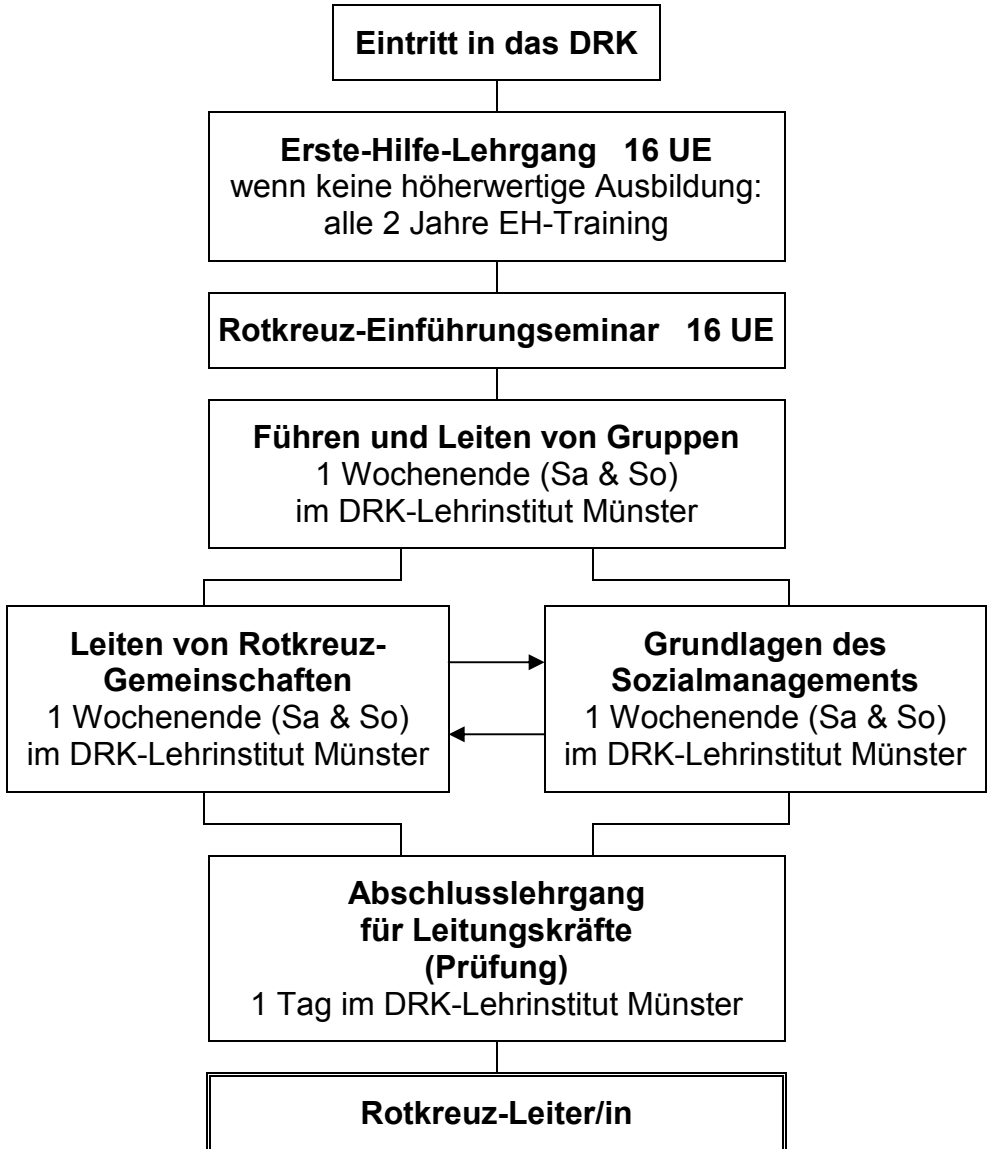 Eintritt in das DRK
Erste-Hilfe-Lehrgang 16 UE
wenn keine höherwertige Ausbildung:
alle 2 Jahre EH-Training
Rotkreuz-Einführungseminar 16 UE
Führen und Leiten von Gruppen
1 Wochenende (Sa & So)
im DRK-Lehrinstitut Münster
Leiten von Rotkreuz-
Gemeinschaften
1 Wochenende (Sa & So)
im DRK-Lehrinstitut Münster
Grundlagen des
Sozialmanagements
1 Wochenende (Sa & So)
im DRK-Lehrinstitut Münster
Abschlusslehrgang
für Leitungskräfte
(Prüfung)
1 Tag im DRK-Lehrinstitut Münster
Rotkreuz-Leiter/in